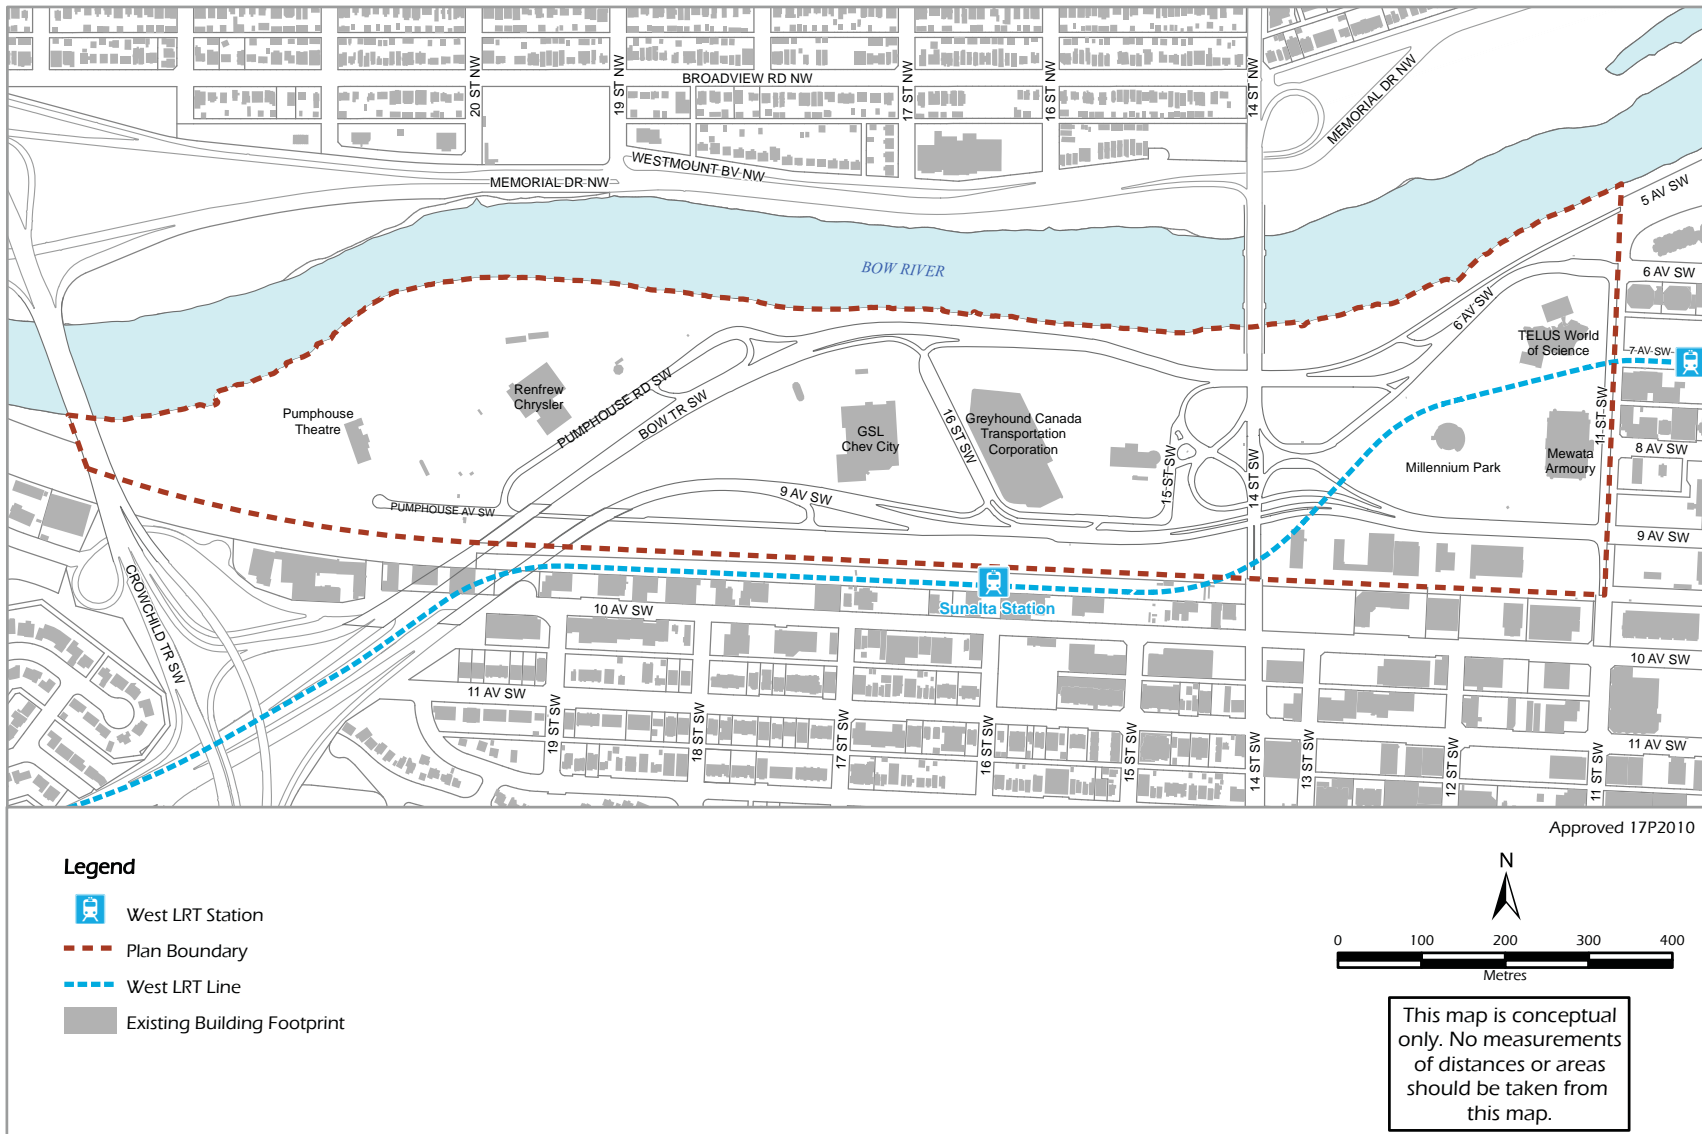 BROADVIEW RD NW
20 ST NW
19 ST NW
17 ST NW
16 ST NW
14 ST NW
MEMORIAL DR NW
WESTMOUNT BV NW
MEMORIAL DR NW
5 AV SW
BOW RIVER
6 AV SW
6 AV SW
TELUS World
of Science
7 AV SW
Renfrew
Chrysler
PUMPHOUSE RD SW
BOW TR SW
Pumphouse
Theatre
GSL
Chev City
16 ST SW
Greyhound Canada
Transportation
Corporation
15 ST SW
14 ST SW
11 ST SW
Millennium Park
Mewata
Armoury
8 AV SW
9 AV SW
PUMPHOUSE AV SW
9 AV SW
CROWCHILD TR SW
Sunalta Station
10 AV SW
10 AV SW
11 AV SW
19 ST SW
18 ST SW
17 ST SW
16 ST SW
15 ST SW
14 ST SW
13 ST SW
12 ST SW
11 ST SW
11 AV SW
Approved 17P2010
Legend
West LRT Station
Plan Boundary
West LRT Line
Existing Building Footprint
N
0 100 200 300 400
Metres
This map is conceptual
only. No measurements
of distances or areas
should be taken from
this map.